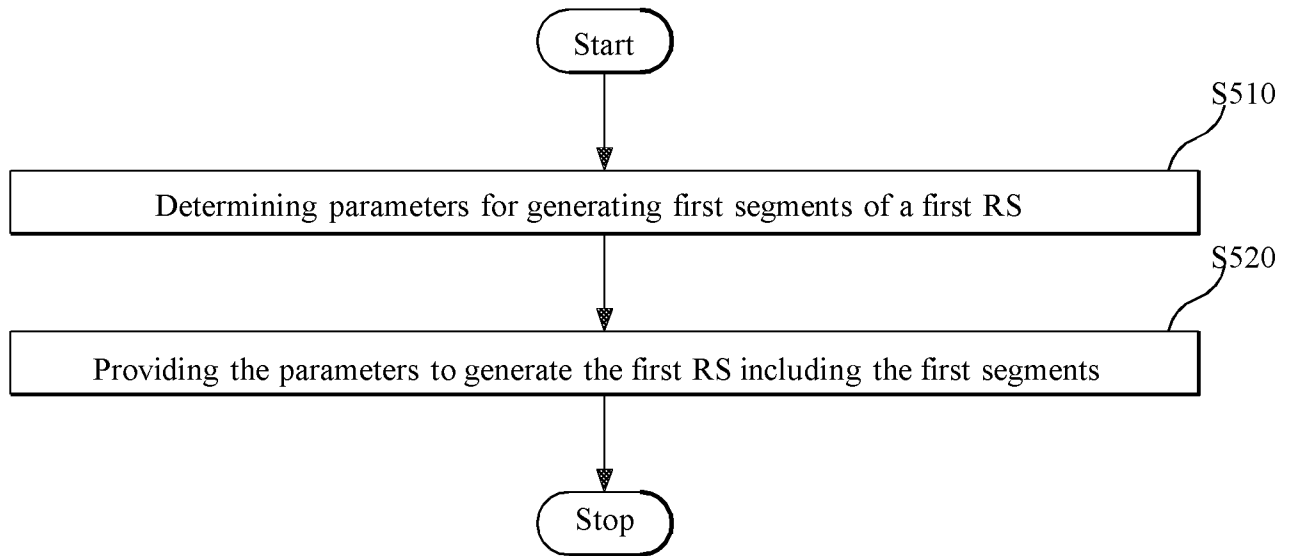 Start
S510
Determining parameters for generating first segments of a first RS
S520
Providing the parameters to generate the first RS including the first segments
Stop